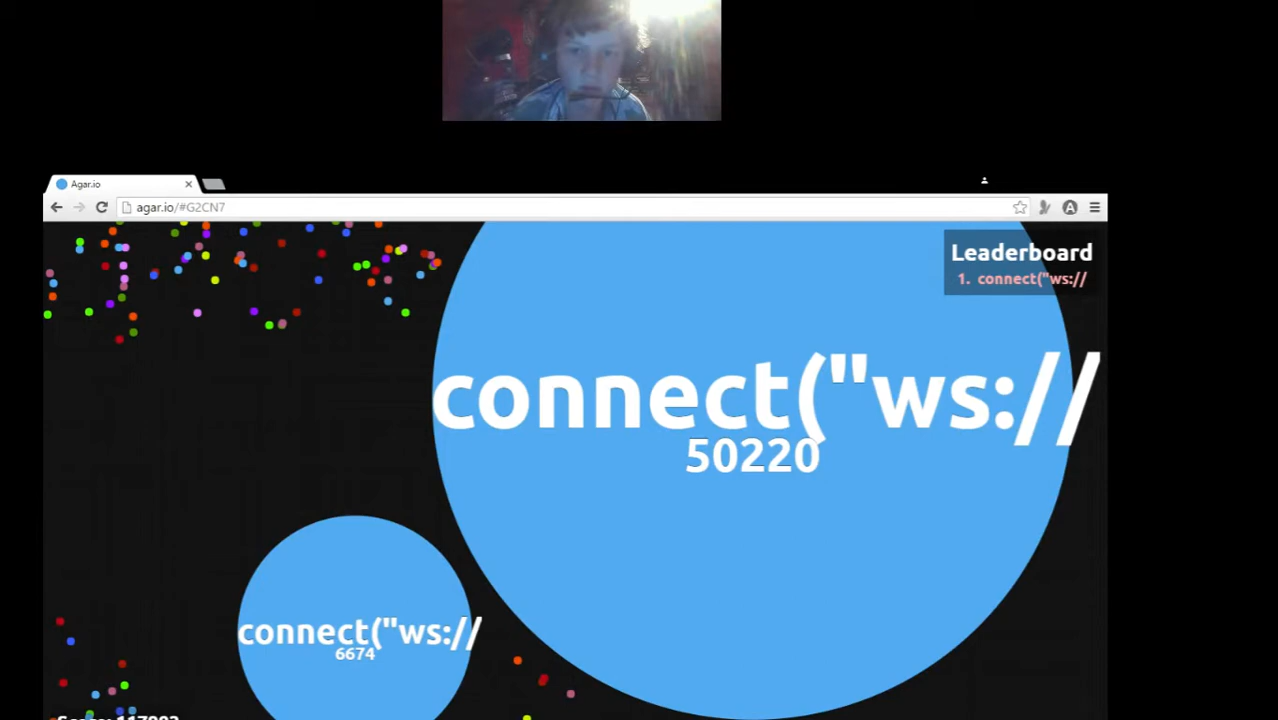 Agar.io
agar.io/#G2CN7
Leaderboard
1. connect("ws://
connect("ws://
50220
connect("ws://
6674